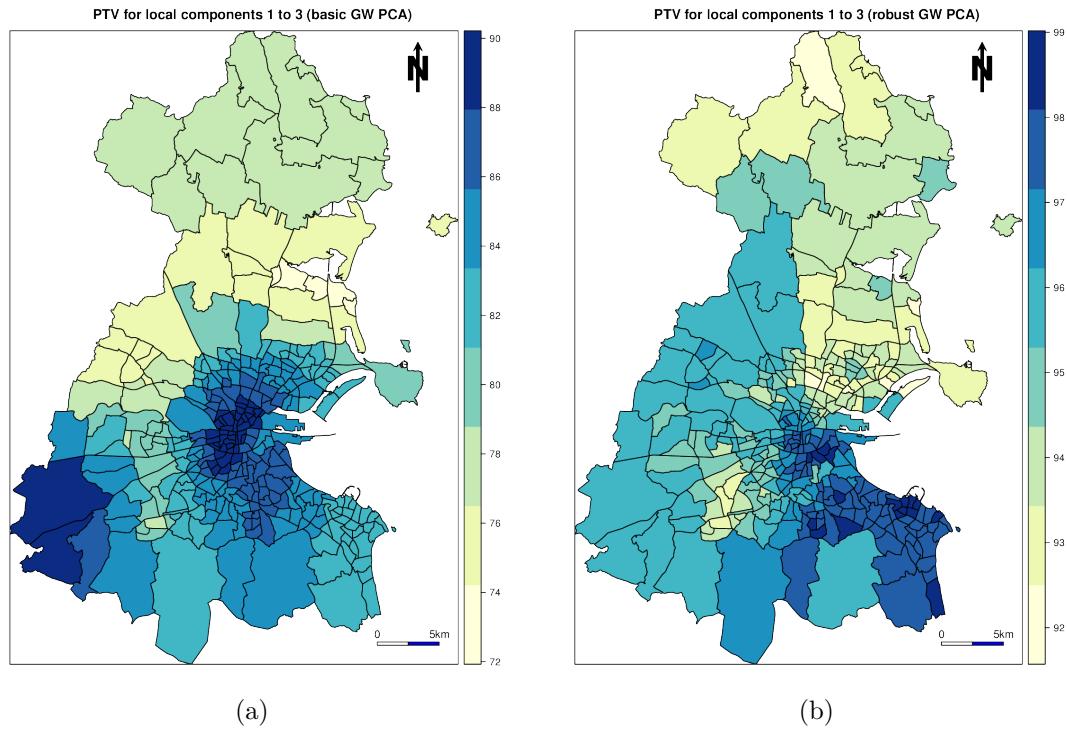 PTV for local components 1 to 3 (basic GW PCA)
N
90
88
86
84
82
80
78
76
74
72
0 5km
(a)
PTV for local components 1 to 3 (robust GW PCA)
N
99
98
97
96
95
94
93
92
0 5km
(b)